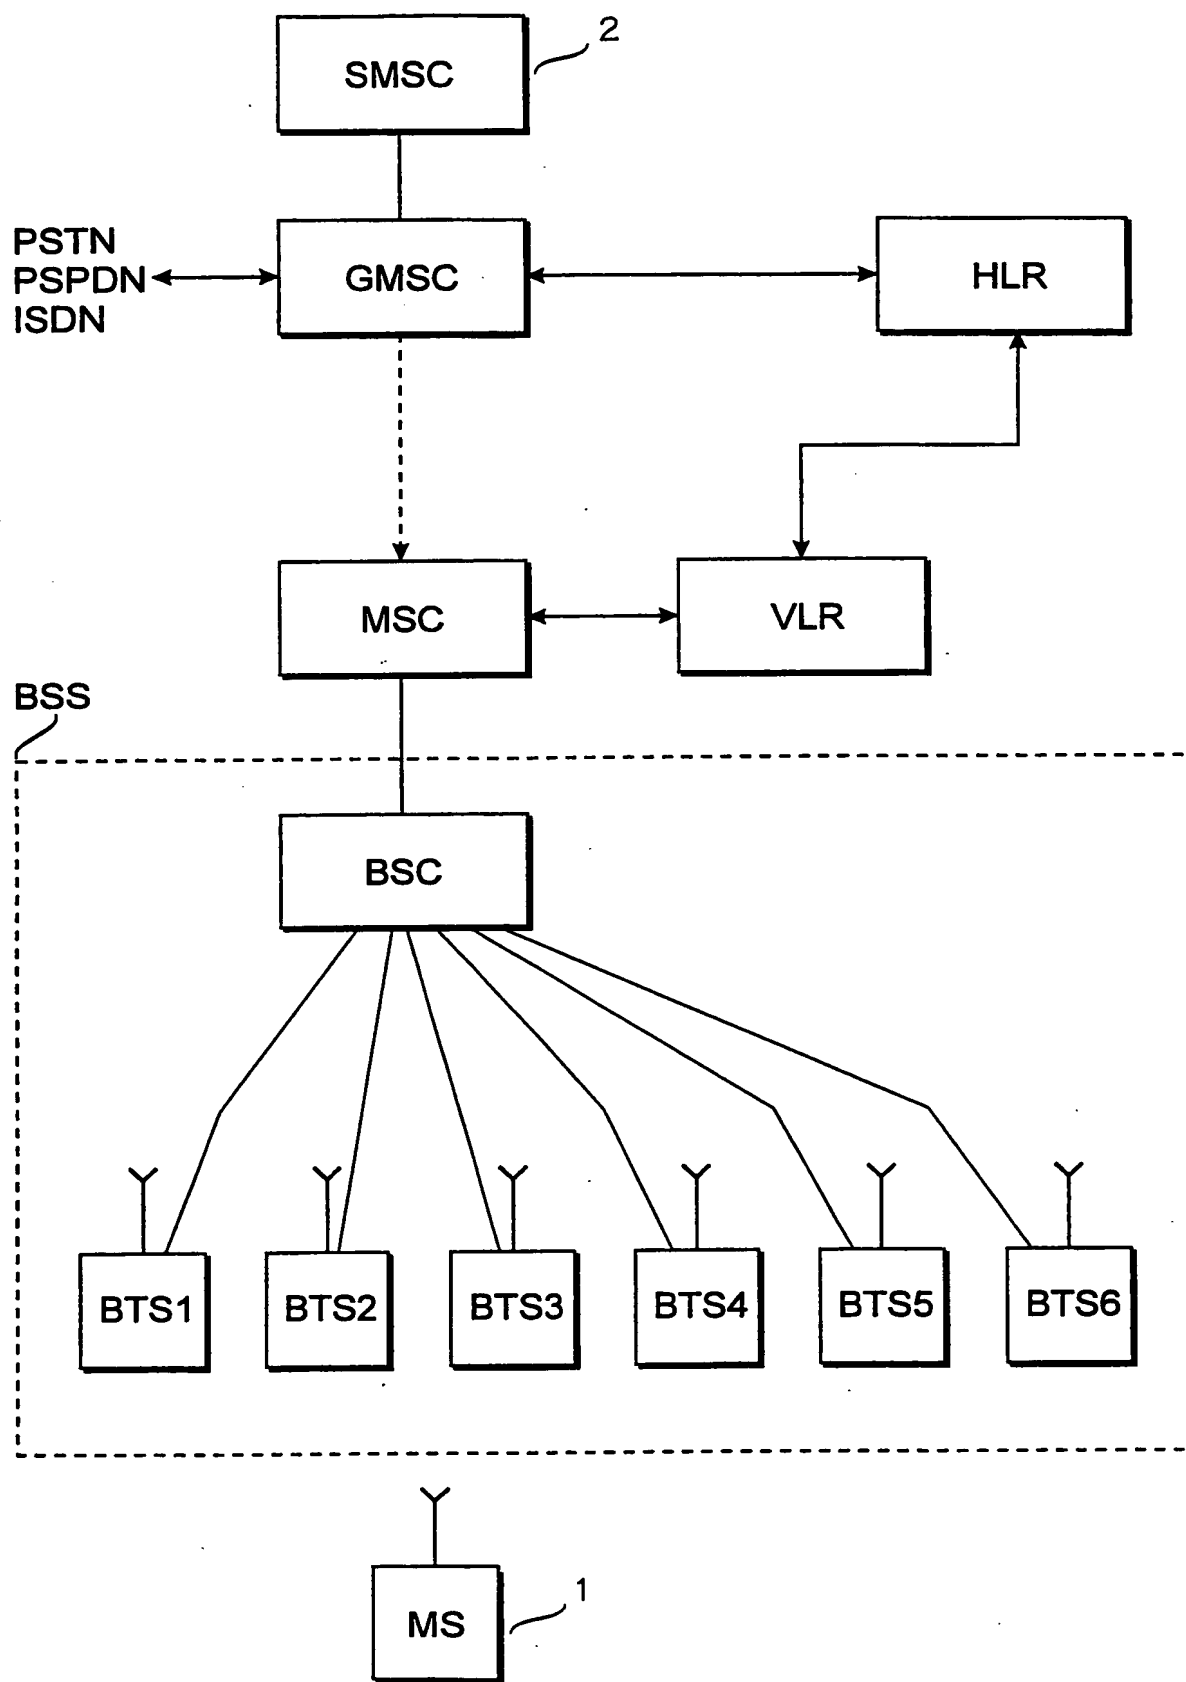 2
SMSC
PSTN
PSPDN
ISDN
GMSC
HLR
MSC
VLR
BSS
BSC
BTS1
BTS2
BTS3
BTS4
BTS5
BTS6
1
MS